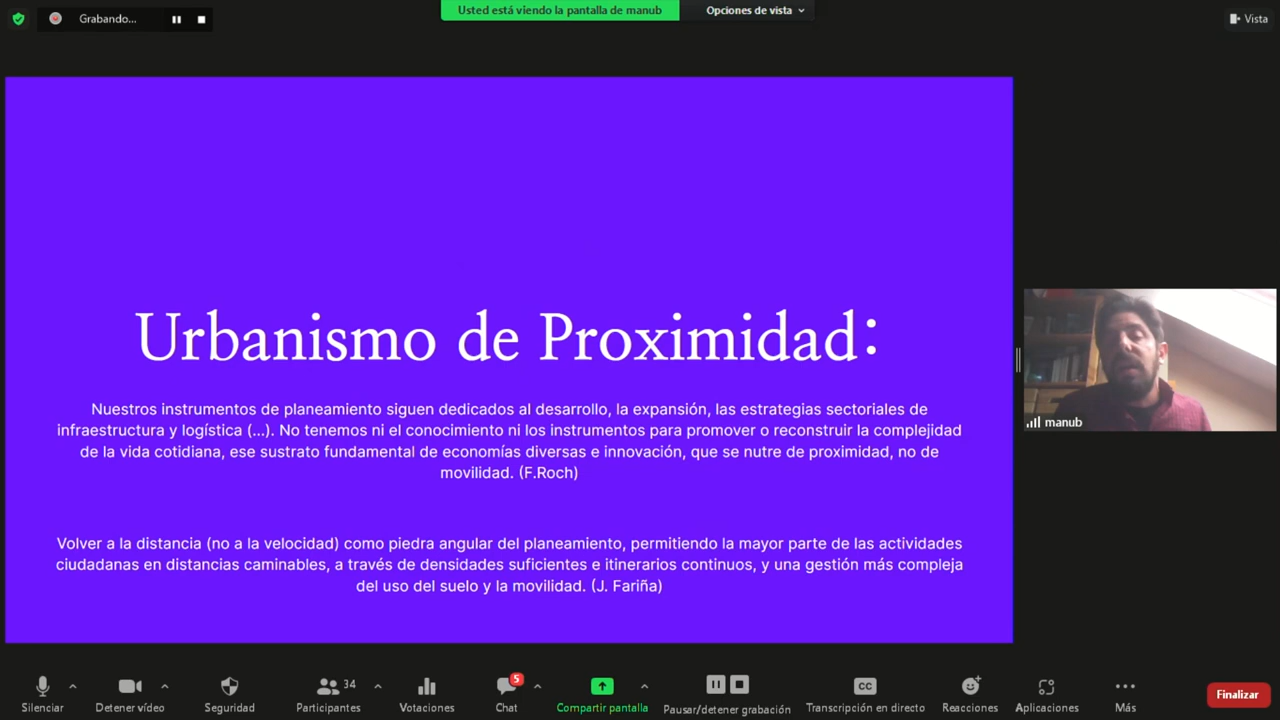 Grabando...
Usted está viendo la pantalla de manub
Opciones de vista
Vista
Urbanismo de Proximidad:
Nuestros instrumentos de planeamiento siguen dedicados al desarrollo, la expansión, las estrategias sectoriales de
infraestructura y logística (...). No tenemos ni el conocimiento ni los instrumentos para promover o reconstruir la complejidad
de la vida cotidiana, ese sustrato fundamental de economías diversas e innovación, que se nutre de proximidad, no de
movilidad. (F.Roch)
Volver a la distancia (no a la velocidad) como piedra angular del planeamiento, permitiendo la mayor parte de las actividades
ciudadanas en distancias caminables, a través de densidades suficientes e itinerarios continuos, y una gestión más compleja
del uso del suelo y la movilidad. (J. Fariña)
manub
Silenciar
Detener vídeo
Seguridad
Participantes
34
Votaciones
Chat
5
Compartir pantalla
Pausar/detener grabación
CC
Transcripción en directo
Reacciones
Aplicaciones
Más
Finalizar